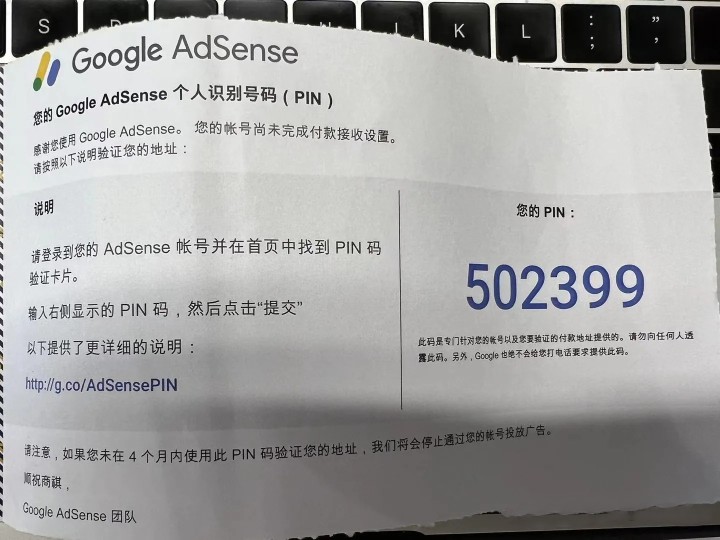 S
D
K
L
: ;
" ,
Google AdSense
您的 Google AdSense 个人识别号码（PIN）
感谢您使用 Google AdSense。 您的帐号尚未完成付款接收设置。
请按照以下说明验证您的地址：
说明
请登录到您的 AdSense 帐号并在首页中找到 PIN 码
验证卡片。
输入右侧显示的 PIN 码，然后点击“提交”
以下提供了更详细的说明：
http://g.co/AdSensePIN
您的 PIN：
502399
此码是专门针对您的帐号以及您要验证的付款地址提供的。请勿向任何人透
露此码。另外，Google 也绝不会给您打电话要求提供此码。
请注意，如果您未在 4 个月内使用此 PIN 码验证您的地址，我们将会停止通过您的帐号投放广告。
顺祝商祺，
Google AdSense 团队